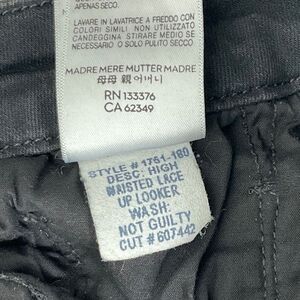 APENAS SECO.
LAVARE IN LAVATRICE A FREDDO CON
COLORI SIMILI NON UTILIZZARE
CANDEGGINA STIRARE MEDIO SE
NECESSARIO O SOLO PULITO SECCO
MADRE MERE MUTTER MADRE
母母 親 어머니
RN 133376
CA 62349
STYLE # 1761-180
DESC: HIGH
WAISTED LACE
UP LOOKER
WASH:
NOT GUILTY
CUT # 607442